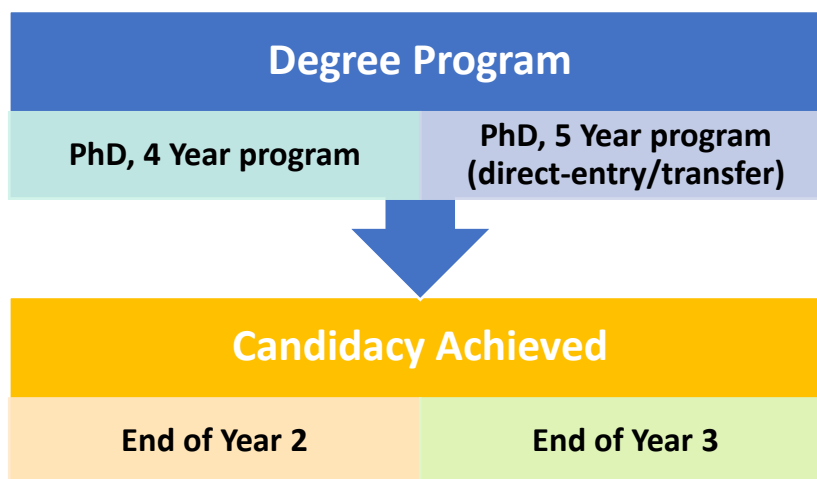 Degree Program
PhD, 4 Year program
PhD, 5 Year program
(direct-entry/transfer)
Candidacy Achieved
End of Year 2
End of Year 3